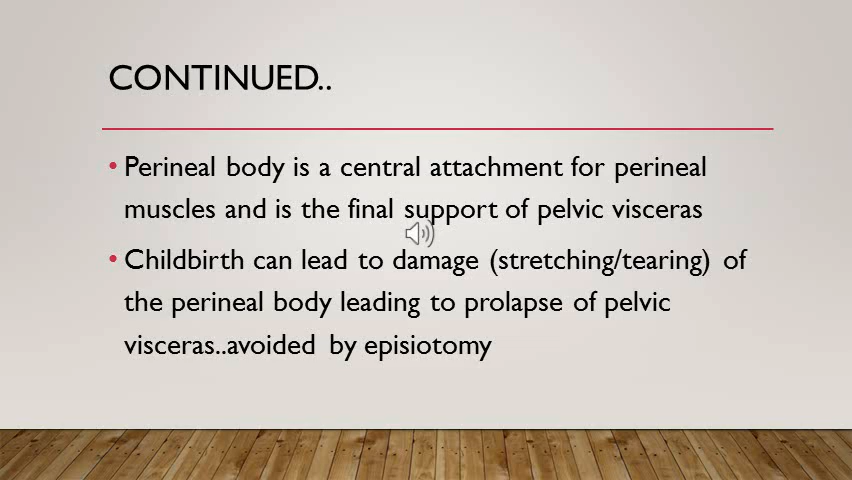 CONTINUED..
• Perineal body is a central attachment for perineal
muscles and is the final support of pelvic visceras
• Childbirth can lead to damage (stretching/tearing) of
the perineal body leading to prolapse of pelvic
visceras..avoided by episiotomy